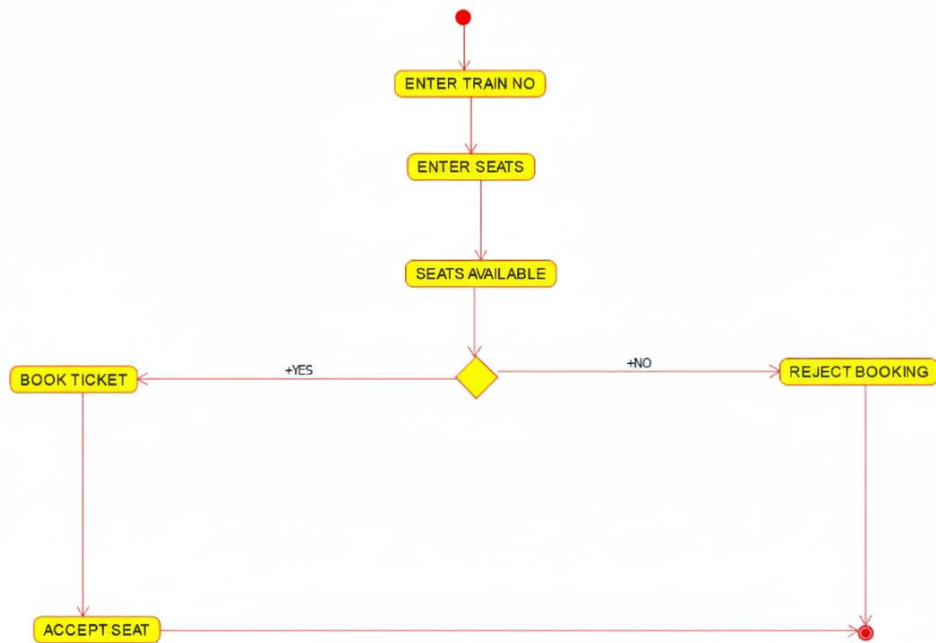 ENTER TRAIN NO
ENTER SEATS
SEATS AVAILABLE
+YES
+NO
BOOK TICKET
REJECT BOOKING
ACCEPT SEAT